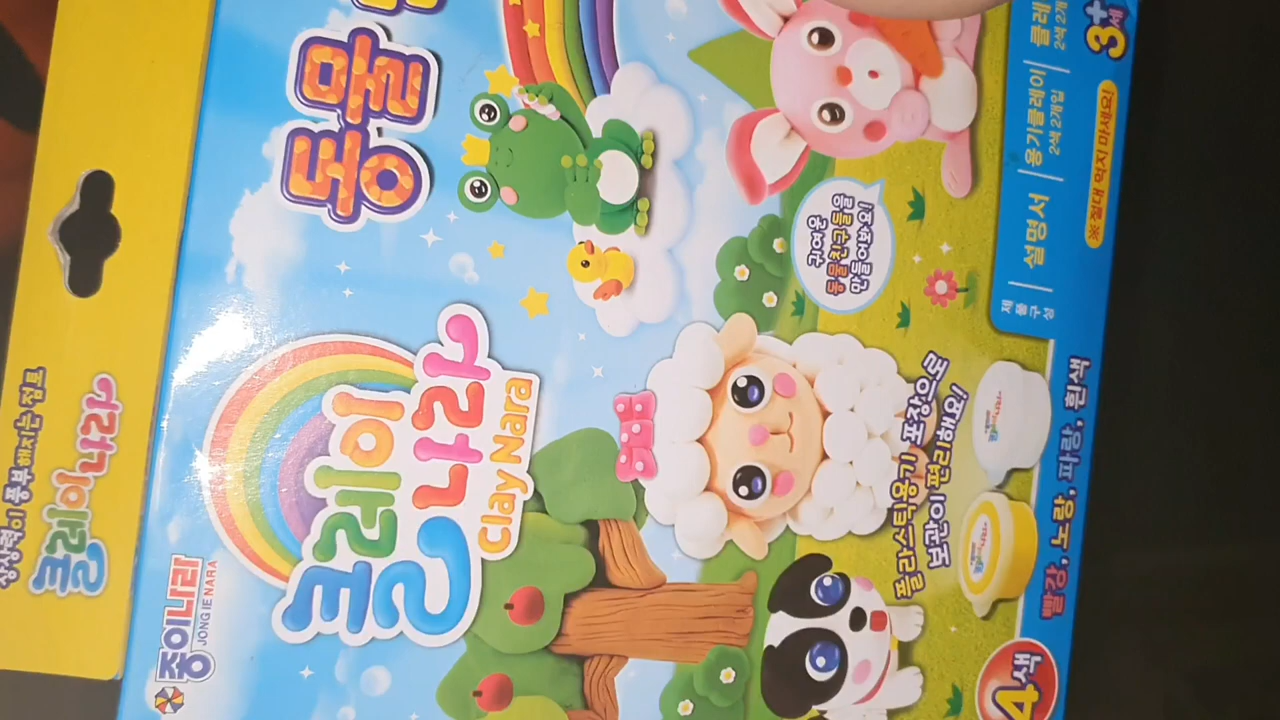 상상력이 풍부해지는 점토
클레이나라
종이나라
JONG IE NARA
클레이
나라
Clay Nara
동물
귀여운
동물친구들을
만들어봐요!
플라스틱용기 포장으로
보관이 편리해요!
4색
빨강, 노랑, 파랑, 흰색
제품구성
설명서
용기클레이
2색 2개입
클레
2색 2개
※절대 먹지 마세요!
3+세